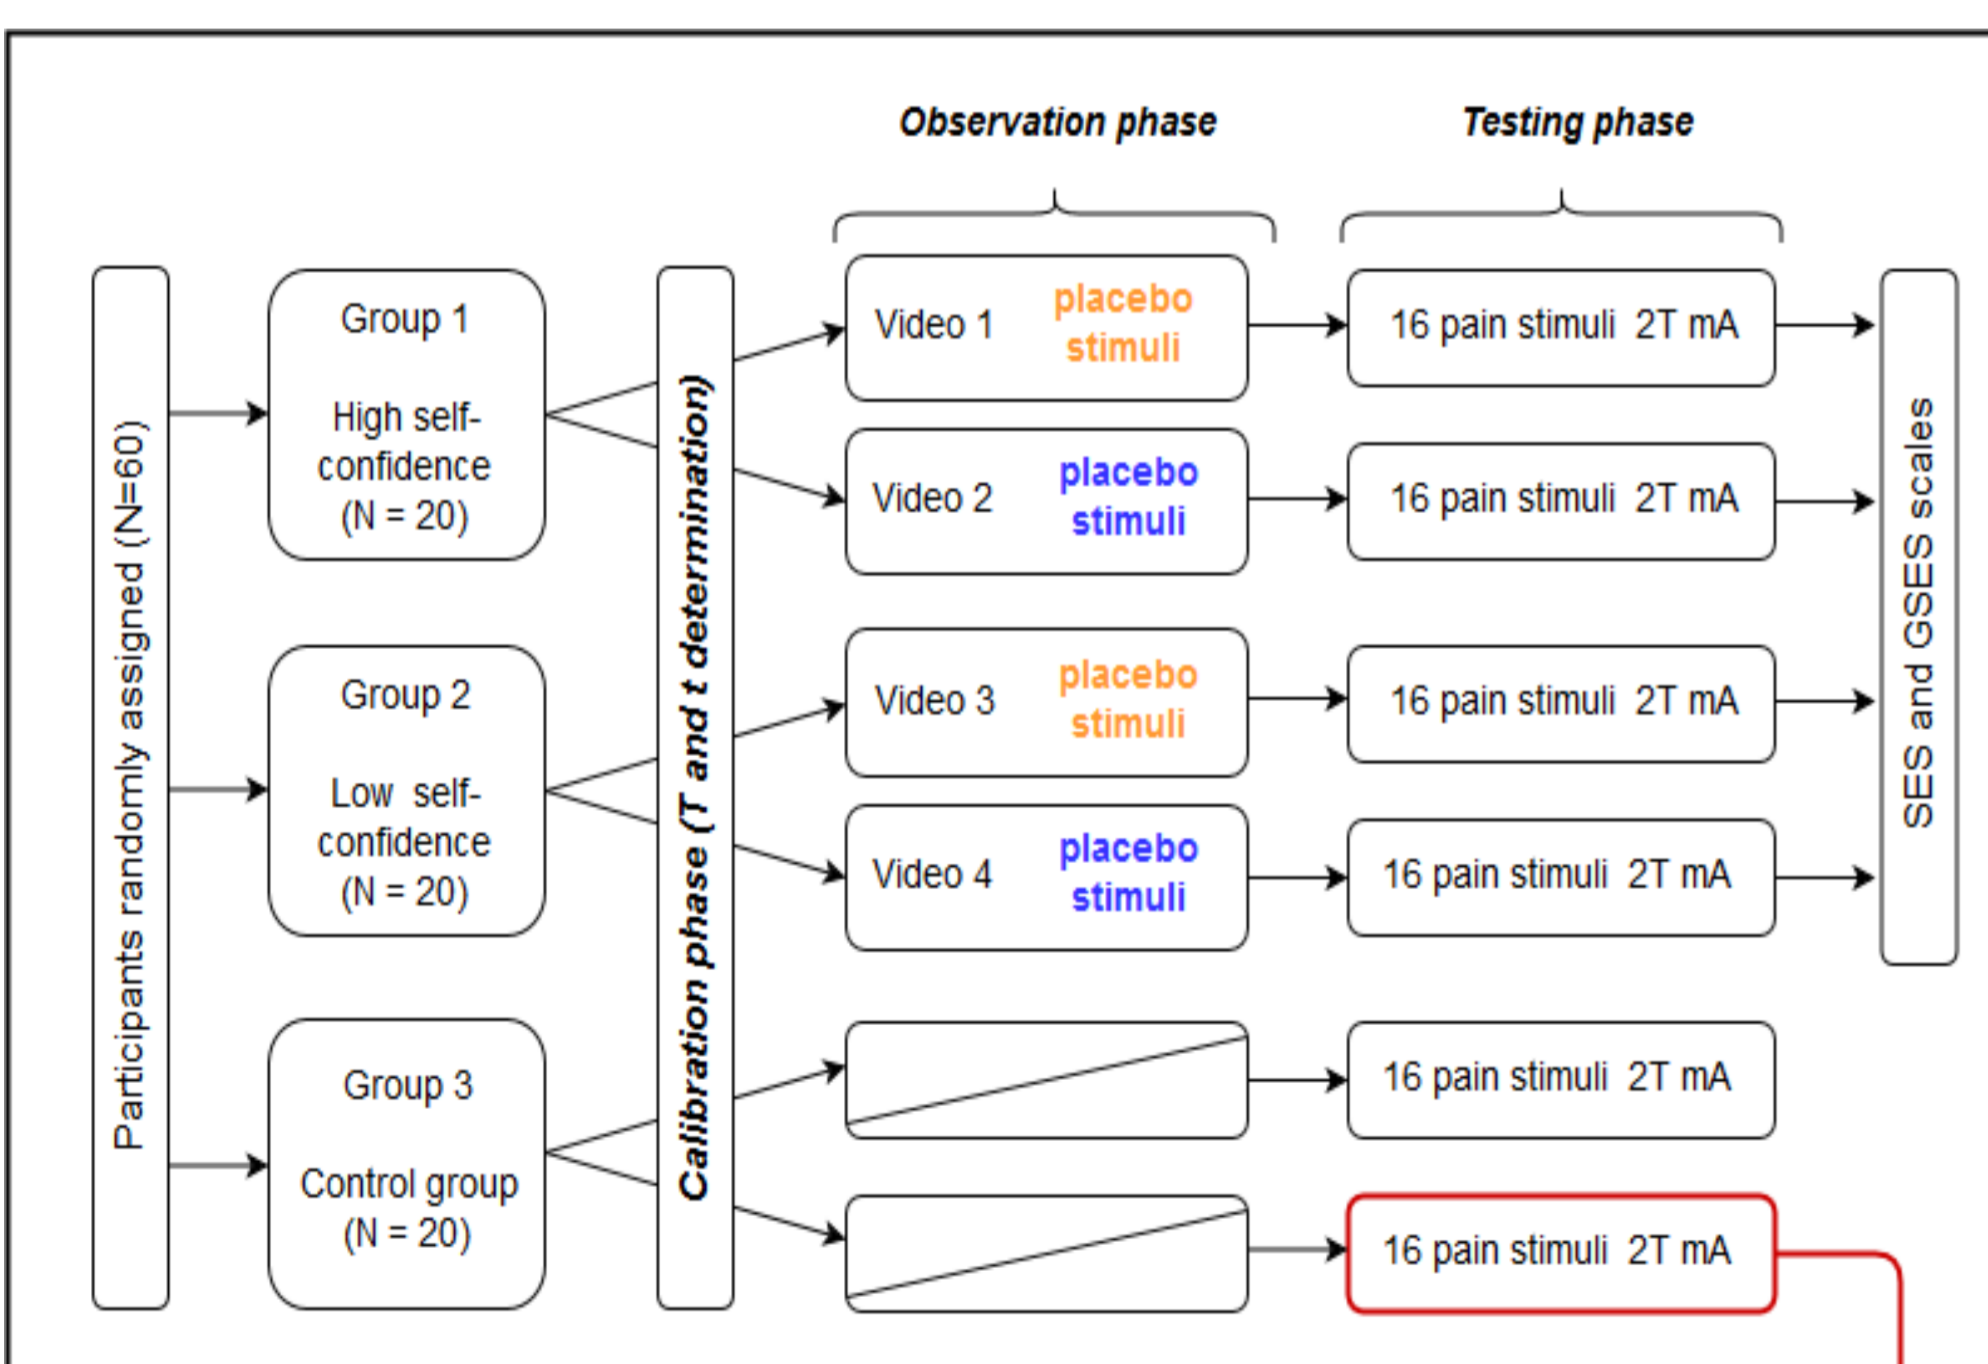 Observation phase
Testing phase
Participants randomly assigned (N=60)
Group 1
High self-
confidence
(N = 20)
Group 2
Low self-
confidence
(N = 20)
Group 3
Control group
(N = 20)
Calibration phase (T and t determination)
Video 1
placebo
stimuli
16 pain stimuli 2T mA
Video 2
placebo
stimuli
16 pain stimuli 2T mA
Video 3
placebo
stimuli
16 pain stimuli 2T mA
Video 4
placebo
stimuli
16 pain stimuli 2T mA
16 pain stimuli 2T mA
16 pain stimuli 2T mA
SES and GSES scales